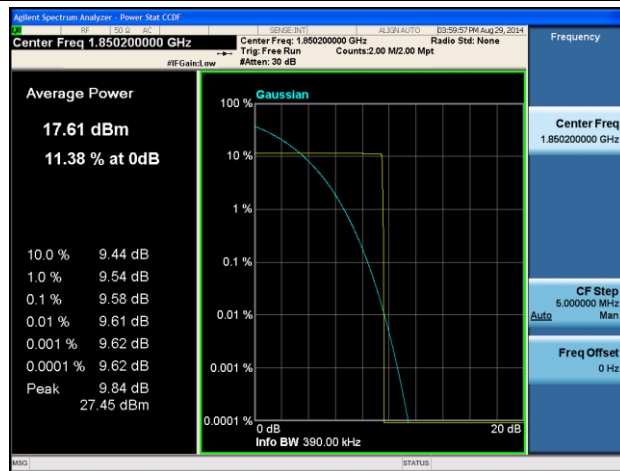 Agilent Spectrum Analyzer - Power Stat CCDF
RF 50 Ω AC SENSE:INT ALIGN AUTO 03:59:57 PM Aug 29, 2014
Center Freq 1.850200000 GHz
Center Freq: 1.850200000 GHz Radio Std: None
Trig: Free Run Counts:2.00 M/2.00 Mpt
#IFGain:Low #Atten: 30 dB
Frequency
Average Power
17.61 dBm
11.38 % at 0dB
10.0 % 9.44 dB
1.0 % 9.54 dB
0.1 % 9.58 dB
0.01 % 9.61 dB
0.001 % 9.62 dB
0.0001 % 9.62 dB
Peak 9.84 dB
27.45 dBm
Gaussian
100 %
10 %
1 %
0.1 %
0.01 %
0.001 %
0.0001 %
0 dB 20 dB
Info BW 390.00 kHz
Center Freq
1.850200000 GHz
CF Step
5.000000 MHz
Auto Man
Freq Offset
0 Hz
MSG STATUS